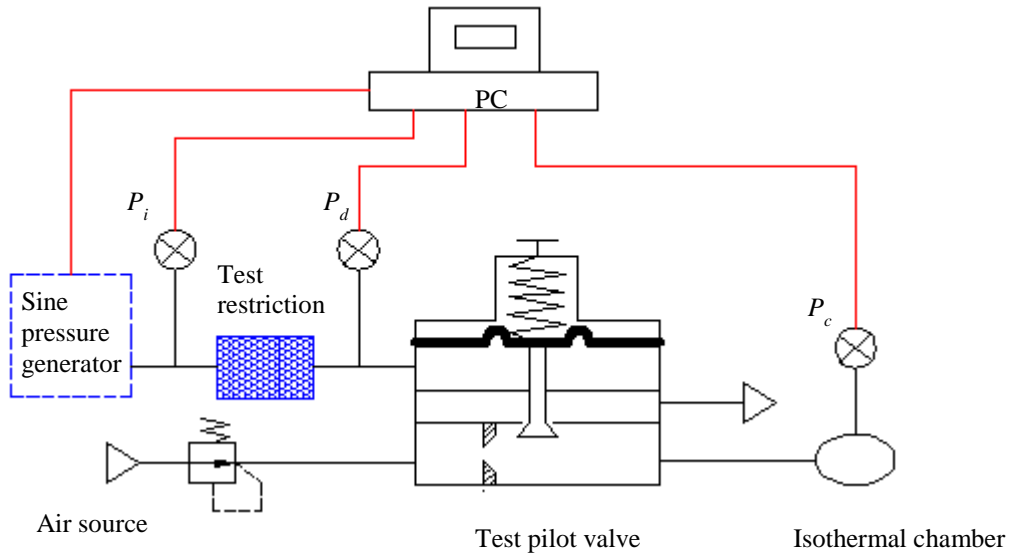 PC
P_i
P_d
Test
restriction
Sine
pressure
generator
P_c
Air source
Test pilot valve
Isothermal chamber